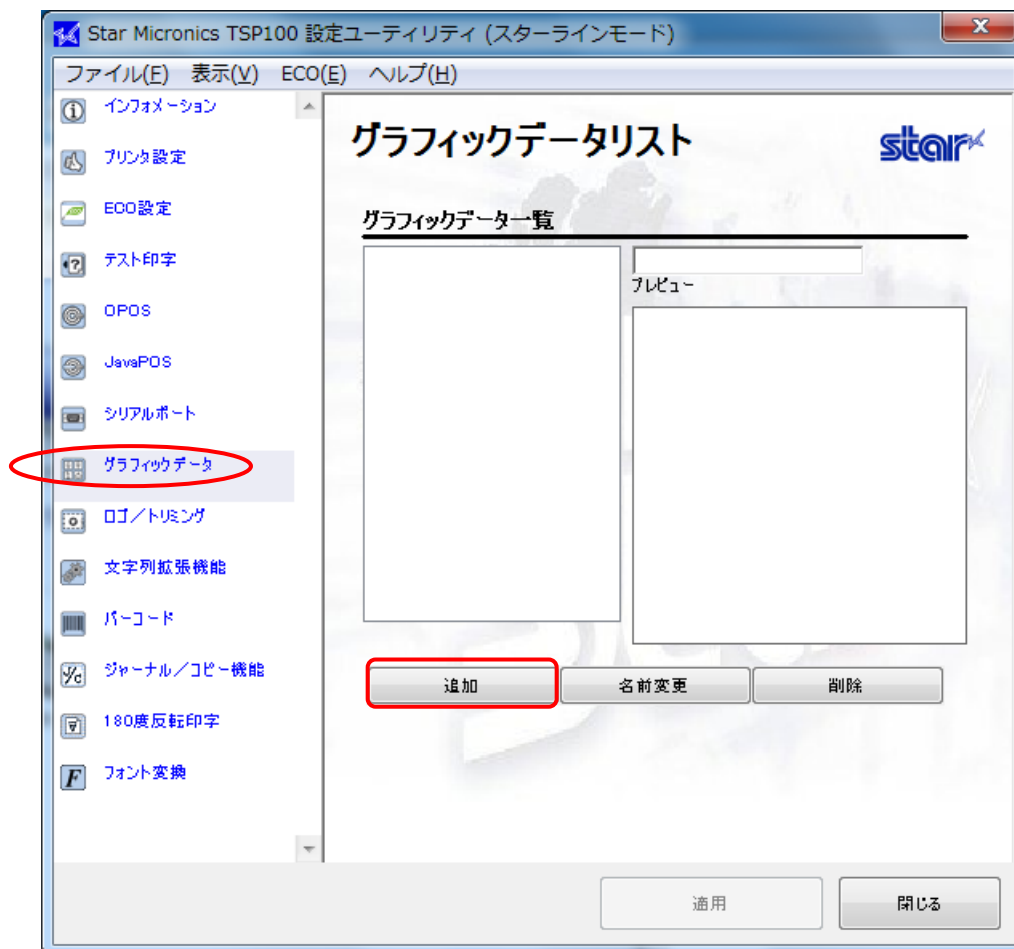 Star Micronics TSP100 設定ユーティリティ (スターラインモード)
ファイル(F) 表示(V) ECO(E) ヘルプ(H)
インフォメーション
プリンタ設定
ECO設定
テスト印字
OPOS
JavaPOS
シリアルポート
グラフィックデータ
ロゴ／トリミング
文字列拡張機能
バーコード
ジャーナル／コピー機能
180度反転印字
フォント変換
グラフィックデータリスト
star
グラフィックデータ一覧
プレビュー
追加
名前変更
削除
適用
閉じる